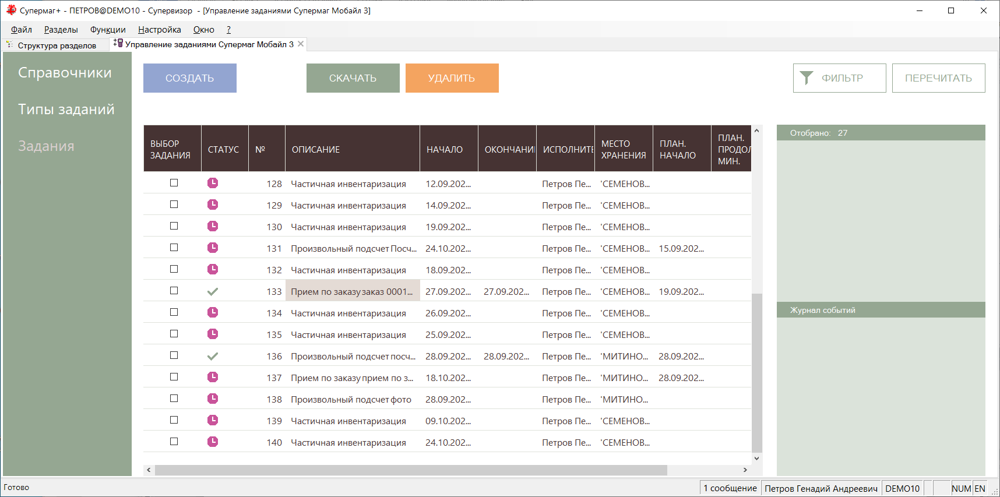 Супермаг+ - ПЕТРОВ@DEMO10 - Супервизор - [Управление заданиями Супермаг Мобайл 3]
Файл Разделы Функции Настройка Окно ?
Структура разделов Управление заданиями Супермаг Мобайл 3
Справочники
Типы заданий
Задания
СОЗДАТЬ СКАЧАТЬ УДАЛИТЬ ФИЛЬТР ПЕРЕЧИТАТЬ
ВЫБОР ЗАДАНИЯ СТАТУС № ОПИСАНИЕ НАЧАЛО ОКОНЧАНИ ИСПОЛНИТЕ МЕСТО ХРАНЕНИЯ ПЛАН. НАЧАЛО ПЛАН. ПРОДОЛ МИН.
128 Частичная инвентаризация 12.09.202... Петров Пе... 'СЕМЕНОВ...
129 Частичная инвентаризация 14.09.202... Петров Пе... 'СЕМЕНОВ...
130 Частичная инвентаризация 19.09.202... Петров Пе... 'СЕМЕНОВ...
131 Произвольный подсчет Посч... 24.10.202... Петров Пе... 'СЕМЕНОВ... 15.09.202...
132 Частичная инвентаризация 18.09.202... Петров Пе... 'СЕМЕНОВ...
133 Прием по заказу заказ 0001... 27.09.202... 27.09.202... Петров Пе... 'СЕМЕНОВ... 19.09.202...
134 Частичная инвентаризация 26.09.202... Петров Пе... 'СЕМЕНОВ...
135 Частичная инвентаризация 25.09.202... Петров Пе... 'СЕМЕНОВ...
136 Произвольный подсчет посч... 28.09.202... 28.09.202... Петров Пе... 'МИТИНО... 28.09.202...
137 Прием по заказу прием по з... 18.10.202... Петров Пе... 'МИТИНО... 28.09.202...
138 Произвольный подсчет фото 28.09.202... Петров Пе... 'МИТИНО...
139 Частичная инвентаризация 09.10.202... Петров Пе... 'СЕМЕНОВ...
140 Частичная инвентаризация 24.10.202... Петров Пе... 'СЕМЕНОВ...
Отобрано: 27
Журнал событий
Готово 1 сообщение Петров Генадий Андреевич DEMO10 NUM EN